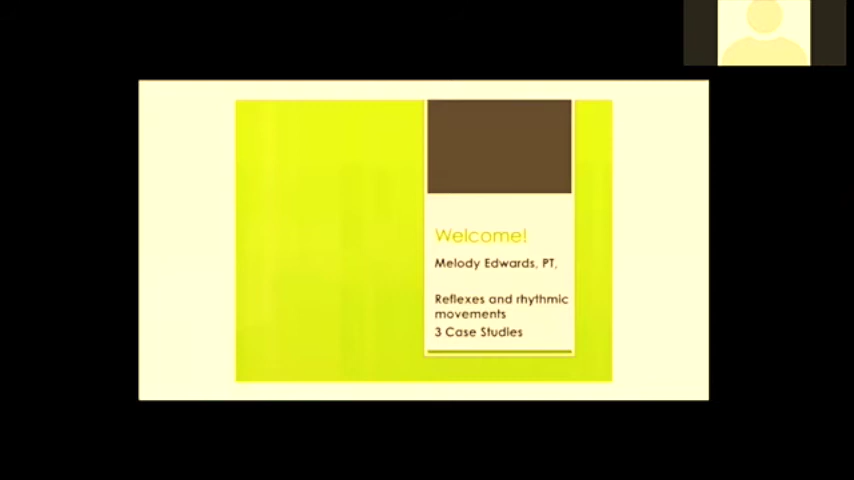 Welcome!
Melody Edwards, PT,
Reflexes and rhythmic
movements
3 Case Studies